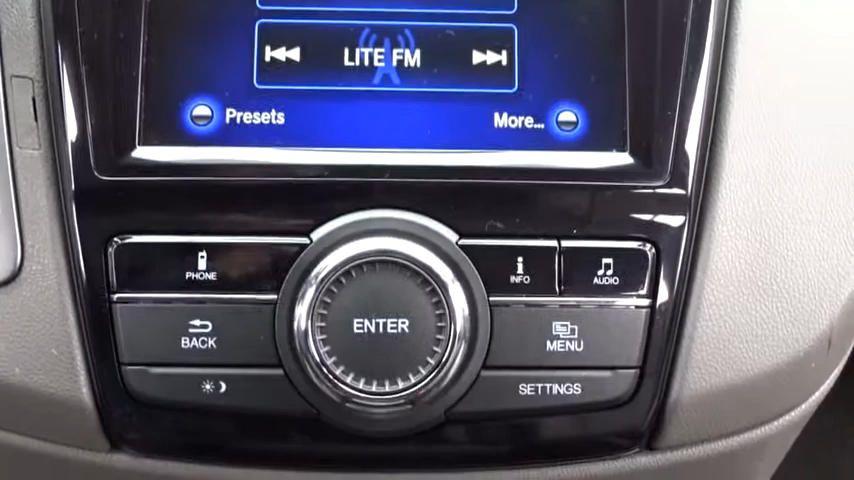 LITE FM
Presets
More...
PHONE
INFO
AUDIO
BACK
ENTER
MENU
SETTINGS